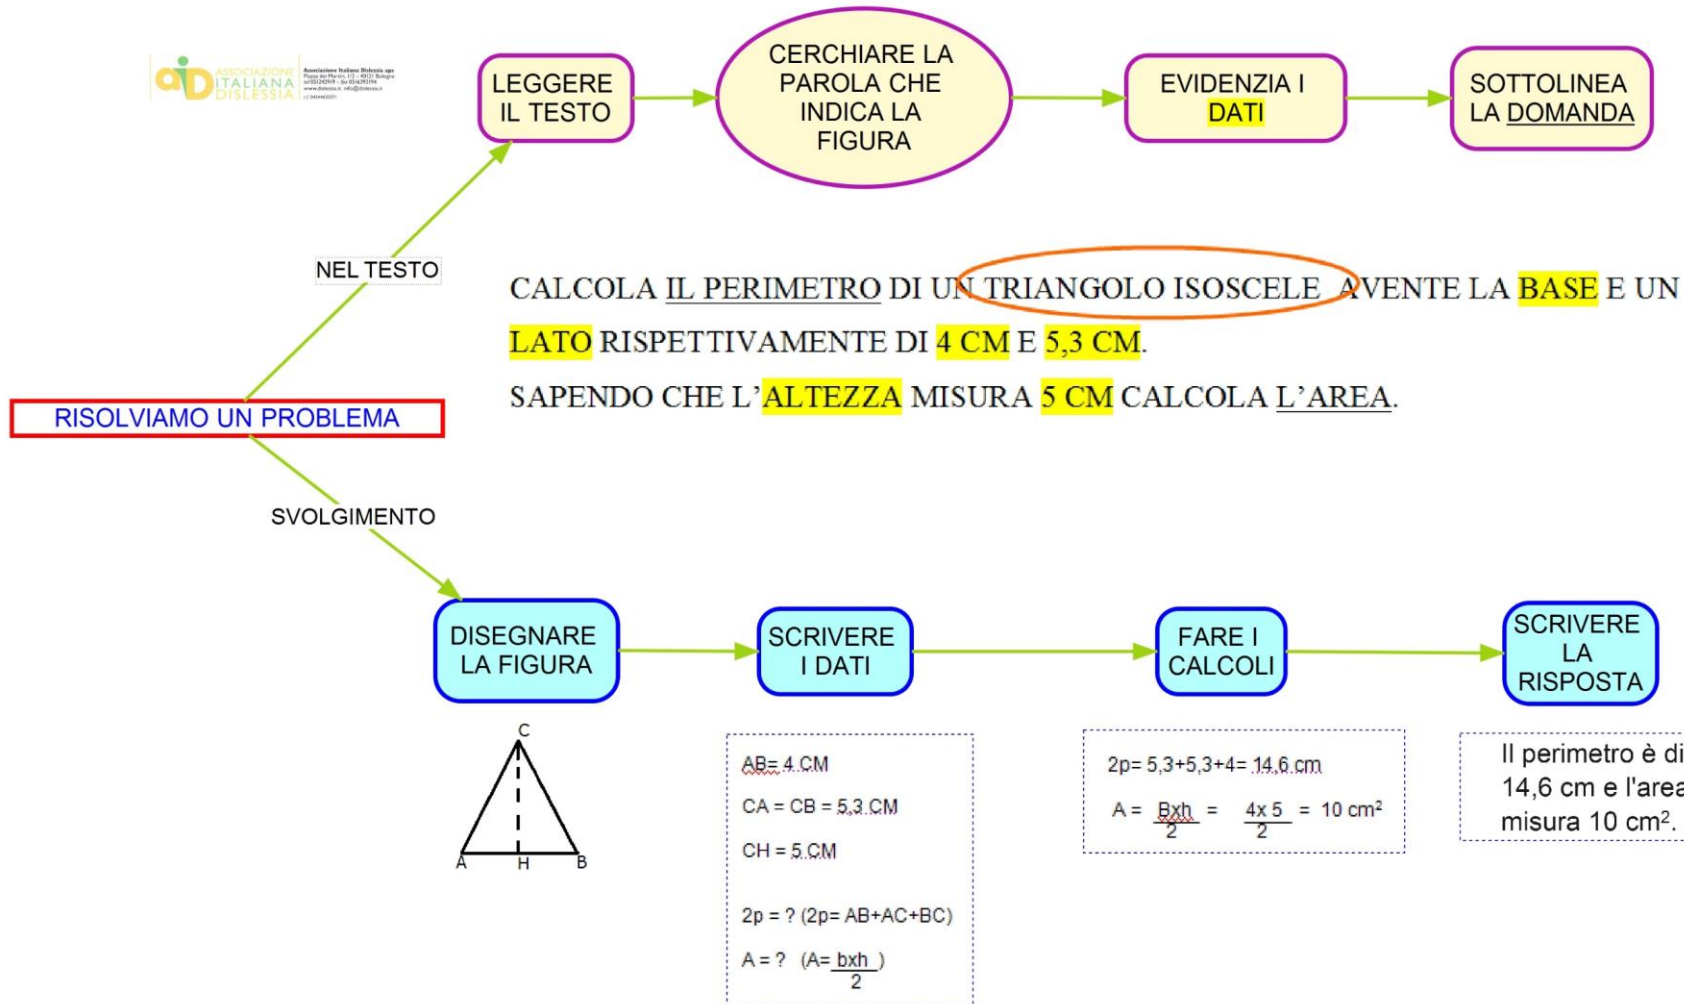 ASSOCIAZIONE
ITALIANA
DISLESSIA
Associazione Italiana Dislessia aps
LEGGERE
IL TESTO
CERCHIARE LA
PAROLA CHE
INDICA LA
FIGURA
EVIDENZIA I
DATI
SOTTOLINEA
LA DOMANDA
NEL TESTO
CALCOLA IL PERIMETRO DI UN TRIANGOLO ISOSCELE AVENTE LA BASE E UN
LATO RISPETTIVAMENTE DI 4 CM E 5,3 CM.
SAPENDO CHE L'ALTEZZA MISURA 5 CM CALCOLA L'AREA.
RISOLVIAMO UN PROBLEMA
SVOLGIMENTO
DISEGNARE
LA FIGURA
SCRIVERE
I DATI
FARE I
CALCOLI
SCRIVERE
LA
RISPOSTA
C
A H B
AB= 4 CM
CA = CB = 5,3 CM
CH = 5 CM
2p = ? (2p= AB+AC+BC)
A = ? (A= bxh )
2
2p= 5,3+5,3+4= 14,6 cm
A = Bxh = 4x 5 = 10 cm²
2 2
Il perimetro è di
14,6 cm e l'area
misura 10 cm².